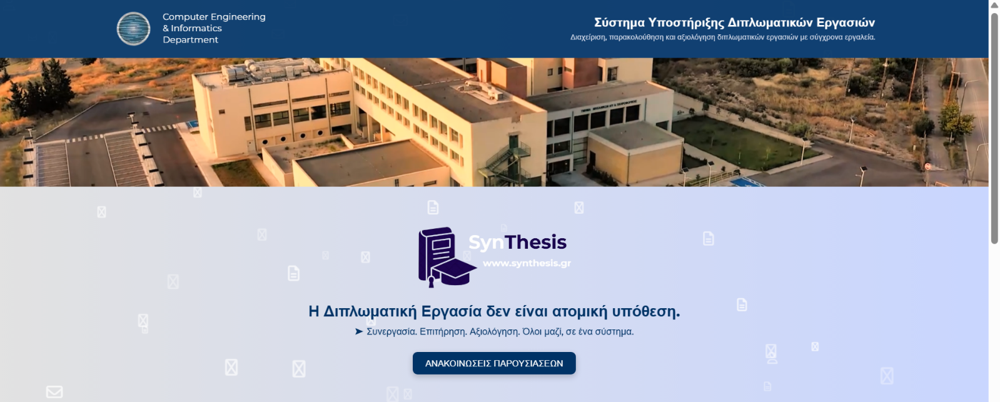 Computer Engineering
& Informatics
Department
Σύστημα Υποστήριξης Διπλωματικών Εργασιών
Διαχείριση, παρακολούθηση και αξιολόγηση διπλωματικών εργασιών με σύγχρονα εργαλεία.
SynThesis
www.synthesis.gr
Η Διπλωματική Εργασία δεν είναι ατομική υπόθεση.
➤ Συνεργασία. Επιτήρηση. Αξιολόγηση. Όλοι μαζί, σε ένα σύστημα.
ΑΝΑΚΟΙΝΩΣΕΙΣ ΠΑΡΟΥΣΙΑΣΕΩΝ